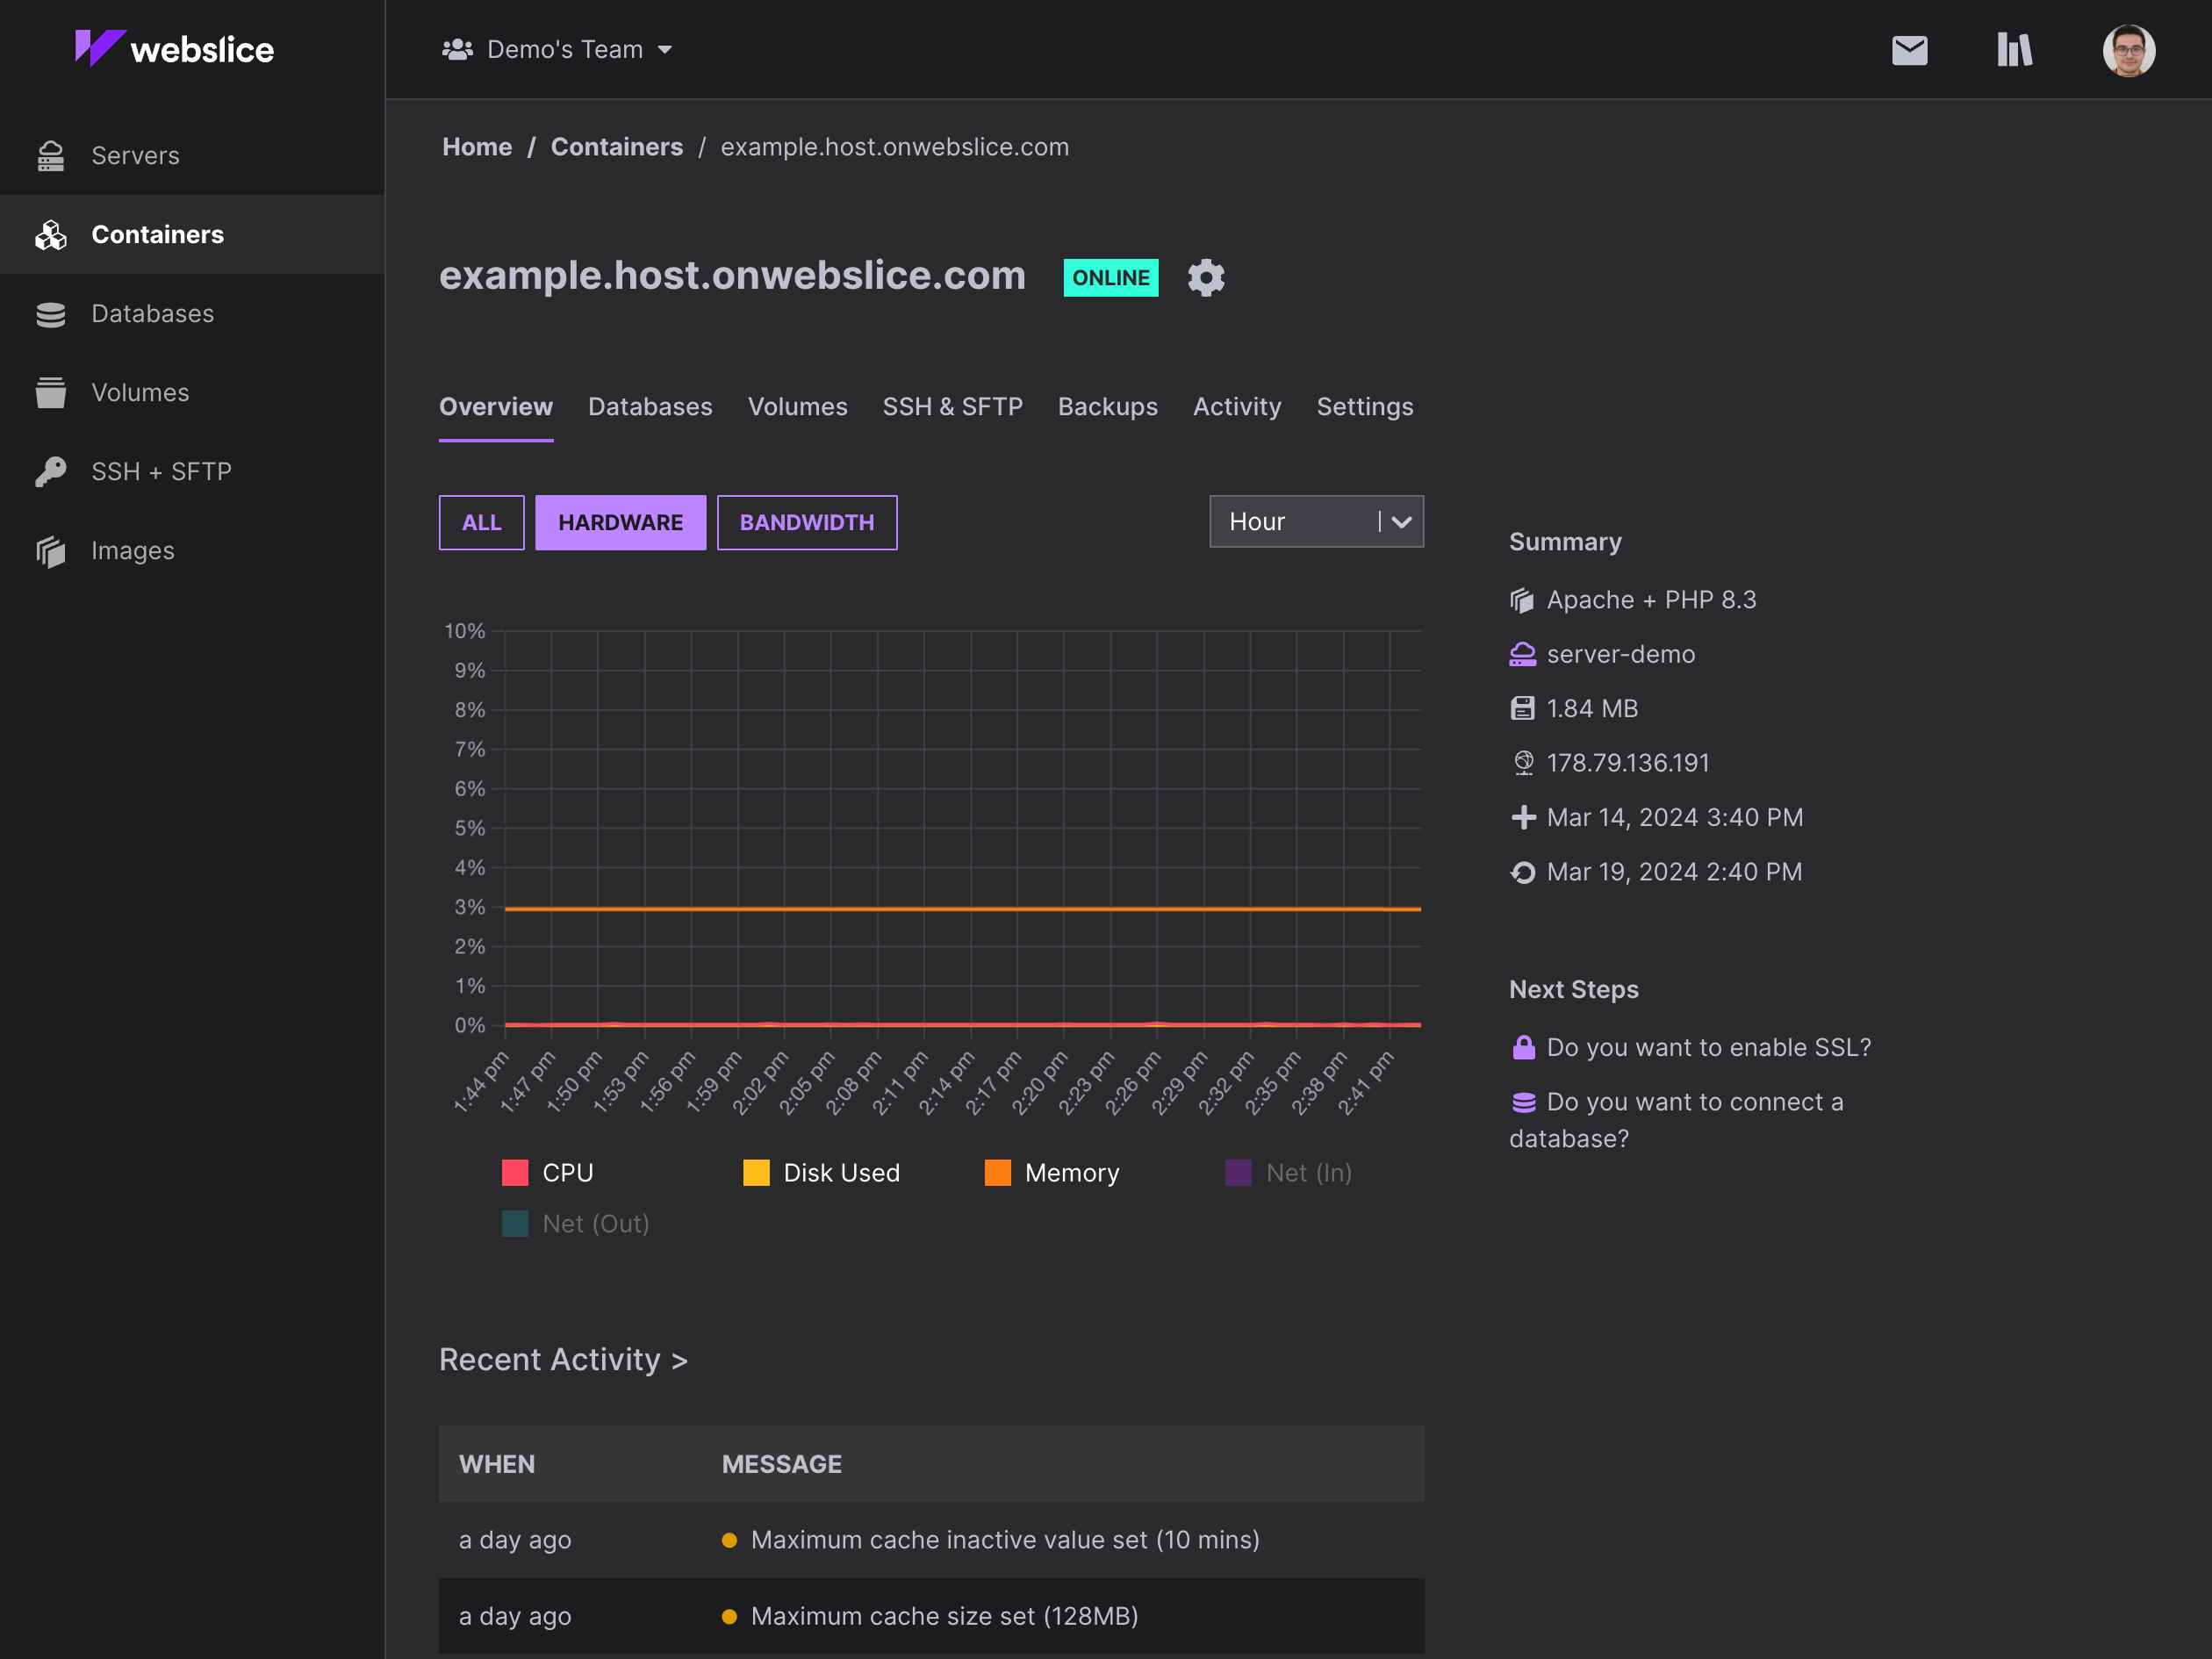 webslice
Demo's Team
Servers
Containers
Databases
Volumes
SSH + SFTP
Images
Home / Containers / example.host.onwebslice.com
example.host.onwebslice.com ONLINE
Overview Databases Volumes SSH & SFTP Backups Activity Settings
ALL HARDWARE BANDWIDTH Hour
10%
9%
8%
7%
6%
5%
4%
3%
2%
1%
0%
1:44 pm 1:47 pm 1:50 pm 1:53 pm 1:56 pm 1:59 pm 2:02 pm 2:05 pm 2:08 pm 2:11 pm 2:14 pm 2:17 pm 2:20 pm 2:23 pm 2:26 pm 2:29 pm 2:32 pm 2:35 pm 2:38 pm 2:41 pm
CPU Disk Used Memory Net (In)
Net (Out)
Summary
Apache + PHP 8.3
server-demo
1.84 MB
178.79.136.191
Mar 14, 2024 3:40 PM
Mar 19, 2024 2:40 PM
Next Steps
Do you want to enable SSL?
Do you want to connect a
database?
Recent Activity >
WHEN MESSAGE
a day ago Maximum cache inactive value set (10 mins)
a day ago Maximum cache size set (128MB)